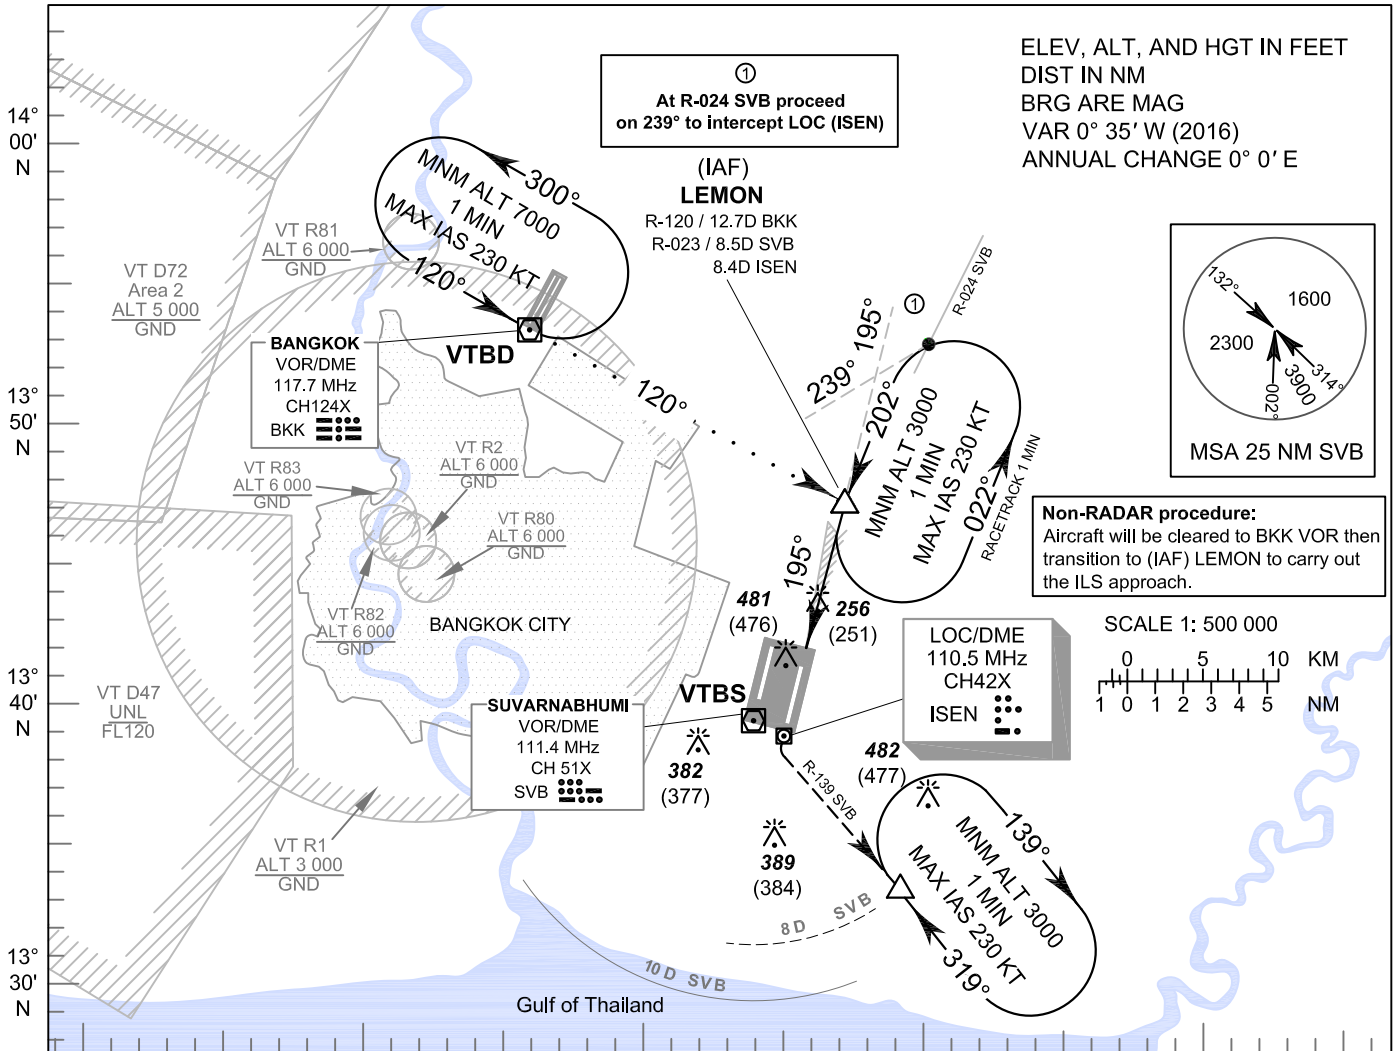 ELEV, ALT, AND HGT IN FEET
DIST IN NM
BRG ARE MAG
VAR 0° 35' W (2016)
ANNUAL CHANGE 0° 0' E
1
At R-024 SVB proceed
on 239° to intercept LOC (ISEN)
(IAF)
LEMON
R-120 / 12.7D BKK
R-023 / 8.5D SVB
8.4D ISEN
14°
00'
N
13°
50'
N
13°
40'
N
13°
30'
N
300°
MNM ALT 7000
1 MIN
MAX IAS 230 KT
120°
VT R81
ALT 6 000
GND
VT D72
Area 2
ALT 5 000
GND
BANGKOK
VOR/DME
117.7 MHz
CH124X
BKK
VTBD
120°
R-024 SVB
1
195°
239°
202°
MNM ALT 3000
1 MIN
MAX IAS 230 KT
022°
RACETRACK 1 MIN
132°
1600
2300
314°
3900
002°
MSA 25 NM SVB
VT R83
ALT 6 000
GND
VT R2
ALT 6 000
GND
VT R80
ALT 6 000
GND
VT R82
ALT 6 000
GND
BANGKOK CITY
Non-RADAR procedure:
Aircraft will be cleared to BKK VOR then
transition to (IAF) LEMON to carry out
the ILS approach.
195°
481
(476)
256
(251)
LOC/DME
110.5 MHz
CH42X
ISEN
SCALE 1: 500 000
0 5 10 KM
1 0 1 2 3 4 5 NM
VT D47
UNL
FL120
VTBS
SUVARNABHUMI
VOR/DME
111.4 MHz
CH 51X
SVB
382
(377)
R-139 SVB
482
(477)
389
(384)
139°
MNM ALT 3000
1 MIN
MAX IAS 230 KT
319°
VT R1
ALT 3 000
GND
8 D SVB
10 D SVB
Gulf of Thailand